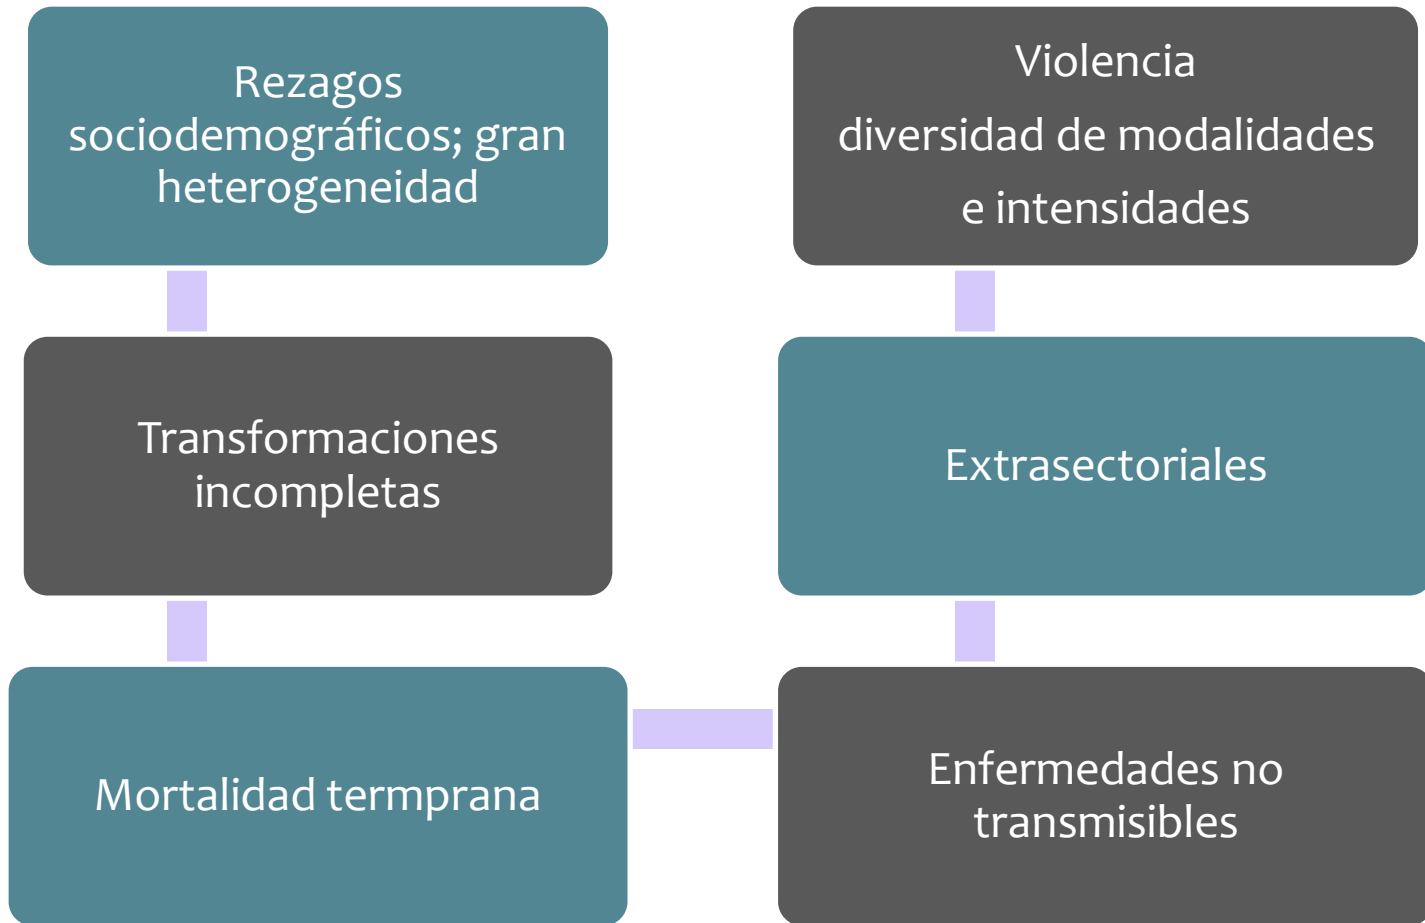 Rezagos
sociodemográficos; gran
heterogeneidad
Transformaciones
incompletas
Mortalidad termprana
Enfermedades no
transmisibles
Extrasectoriales
Violencia
diversidad de modalidades
e intensidades